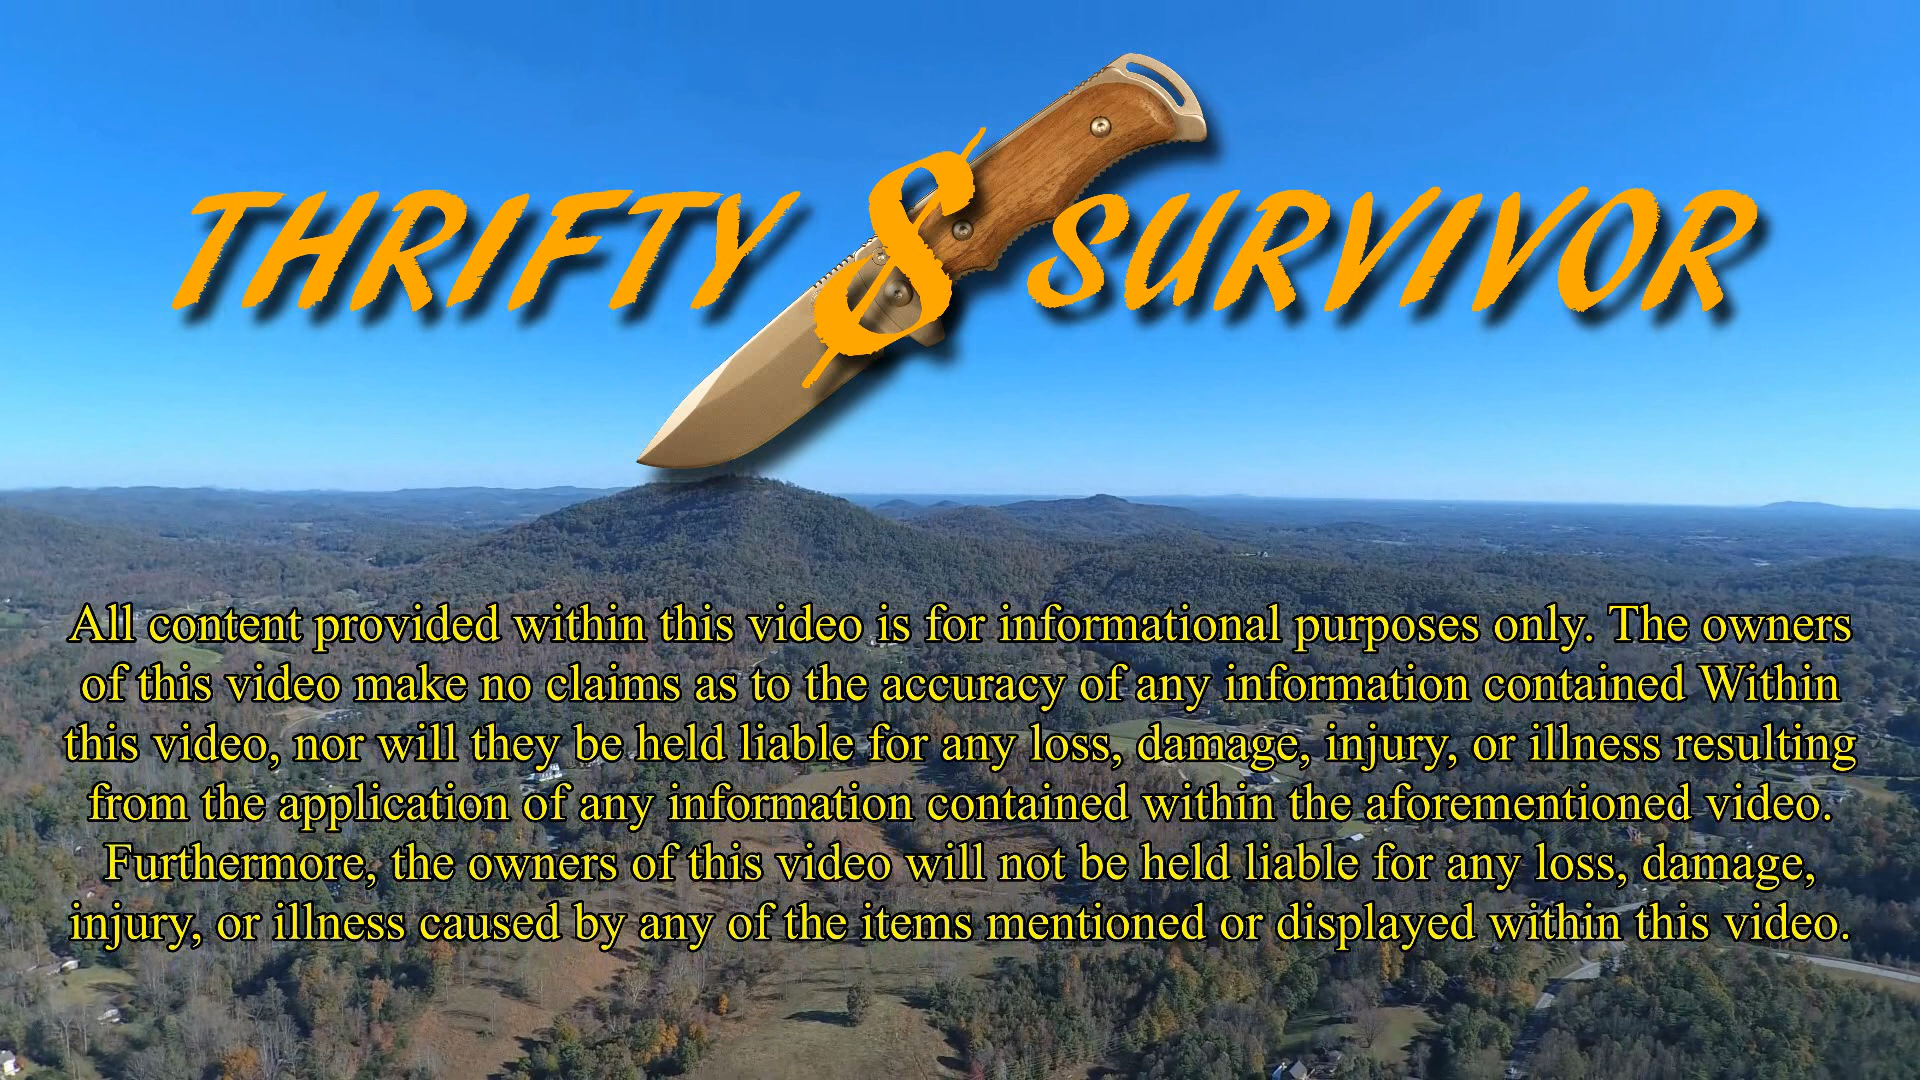 THRIFTY & SURVIVOR
All content provided within this video is for informational purposes only. The owners
of this video make no claims as to the accuracy of any information contained Within
this video, nor will they be held liable for any loss, damage, injury, or illness resulting
from the application of any information contained within the aforementioned video.
Furthermore, the owners of this video will not be held liable for any loss, damage,
injury, or illness caused by any of the items mentioned or displayed within this video.